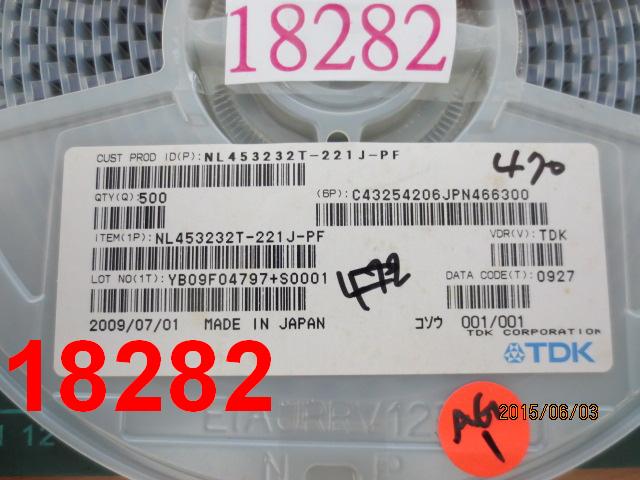 18282
CUST PROD ID(P):NL453232T-221J-PF
470
QTY(Q):500
(6P): C43254206JPN466300
ITEM(1P):NL453232T-221J-PF
VDR(V): TDK
LOT NO(1T): YB09F04797+S0001
472
DATA CODE(T): 0927
2009/07/01 MADE IN JAPAN コソウ 001/001
TDK CORPORATION
TDK
18282
2015/06/03
1
N P